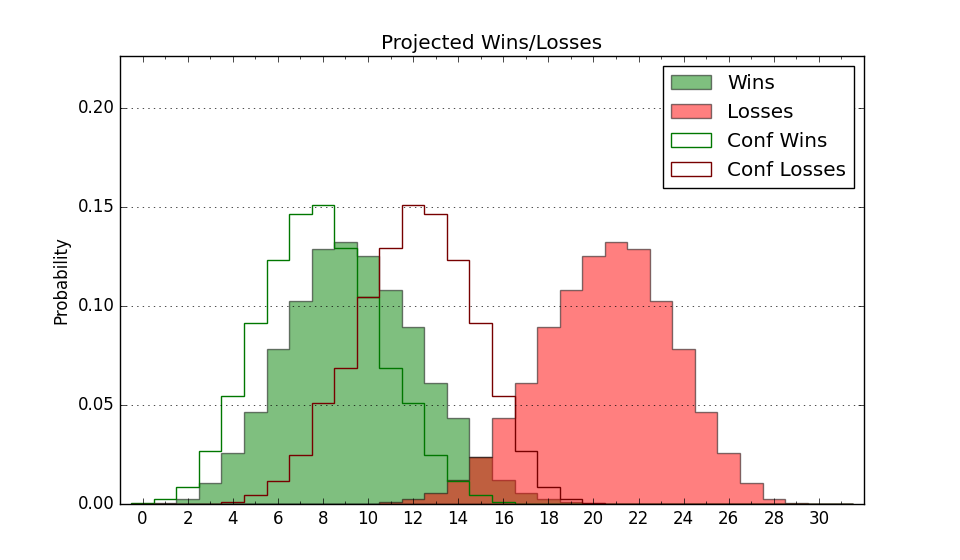 Projected Wins/Losses
Wins
Losses
Conf Wins
Conf Losses
Probability
0.20
0.15
0.10
0.05
0.00
0 2 4 6 8 10 12 14 16 18 20 22 24 26 28 30